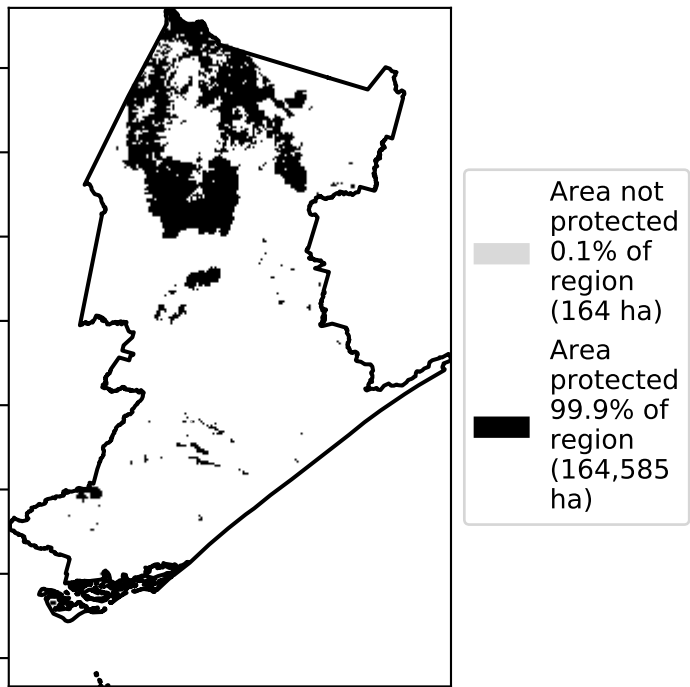 Area not
protected
0.1% of
region
(164 ha)
Area
protected
99.9% of
region
(164,585
ha)